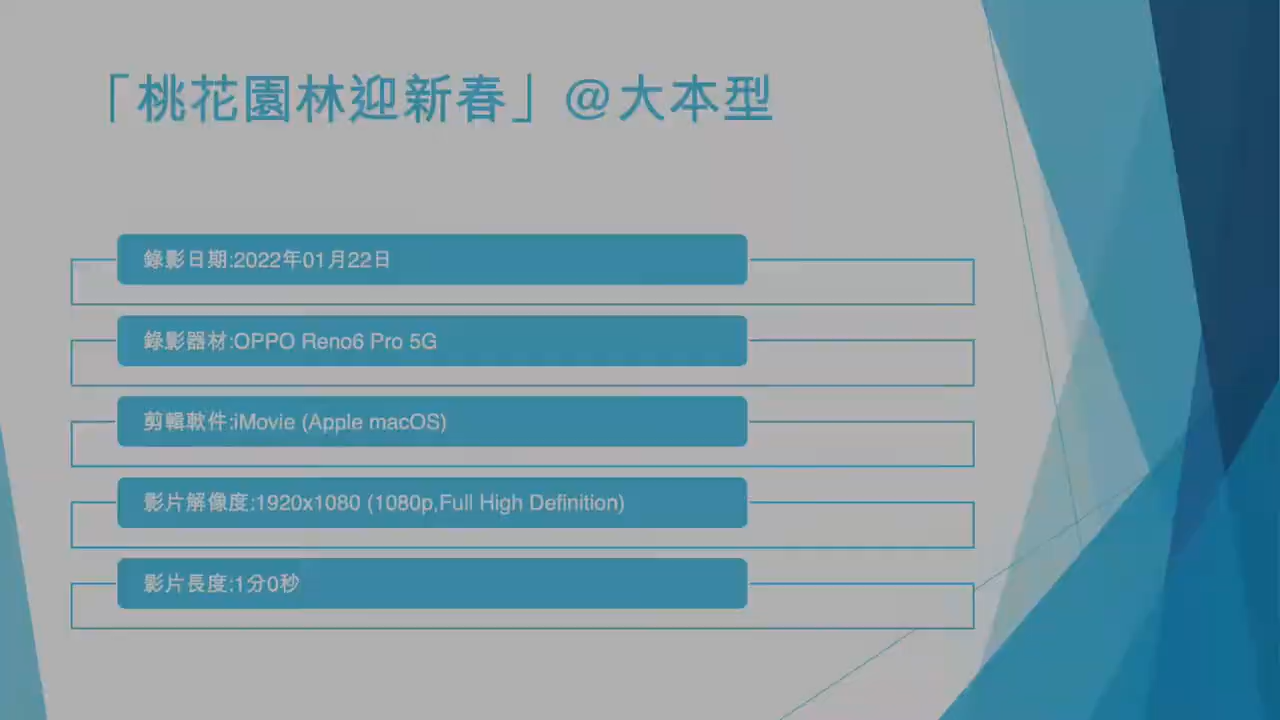 「桃花園林迎新春」@大本型
錄影日期:2022年01月22日
錄影器材:OPPO Reno6 Pro 5G
剪輯軟件:iMovie (Apple macOS)
影片解像度:1920x1080 (1080p,Full High Definition)
影片長度:1分0秒